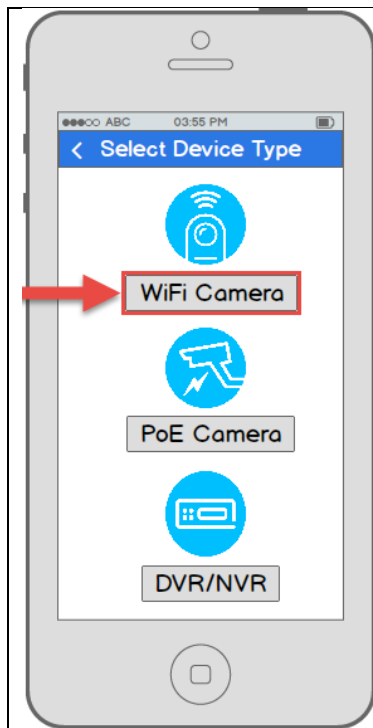 ABC 03:55 PM
< Select Device Type
WiFi Camera
PoE Camera
DVR/NVR